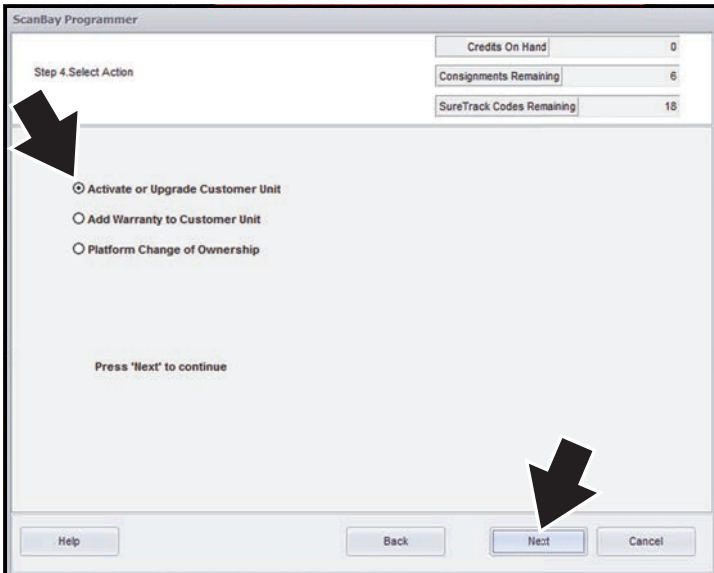 ScanBay Programmer
Step 4.Select Action
Credits On Hand 0
Consignments Remaining 6
SureTrack Codes Remaining 18
Activate or Upgrade Customer Unit
Add Warranty to Customer Unit
Platform Change of Ownership
Press 'Next' to continue
Help Back Next Cancel